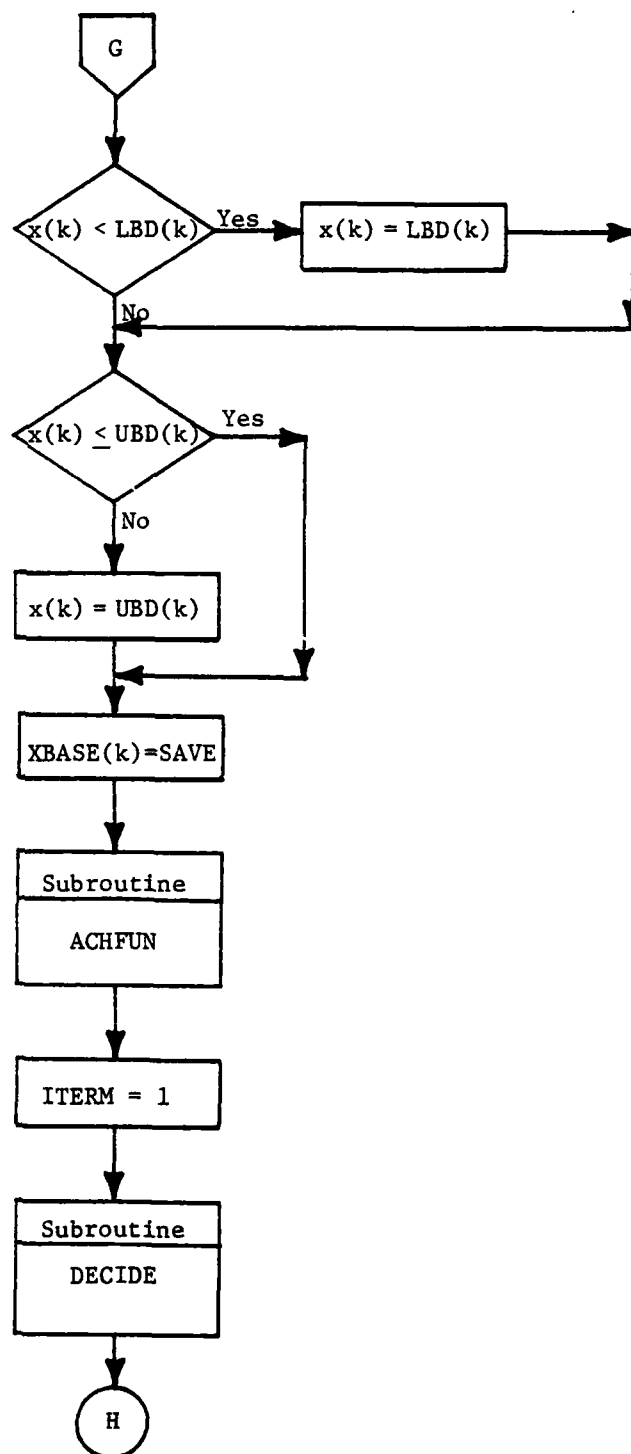 G
x(k) < LBD(k)
Yes
x(k) = LBD(k)
No
x(k) ≤ UBD(k)
Yes
No
x(k) = UBD(k)
XBASE(k)=SAVE
Subroutine
ACHFUN
ITERM = 1
Subroutine
DECIDE
H